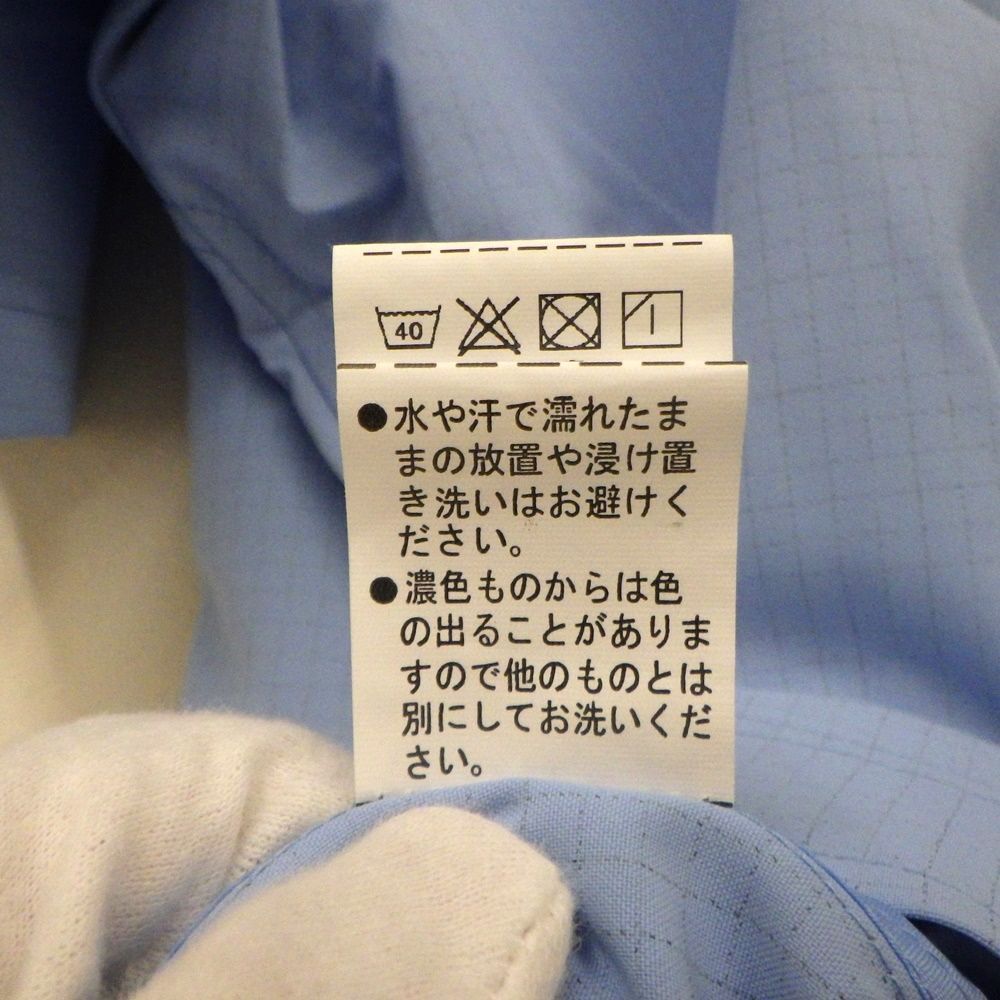 40
●水や汗で濡れたま
まの放置や浸け置
き洗いはお避けく
ださい。
●濃色ものからは色
の出ることがありま
すので他のものとは
別にしてお洗いくだ
さい。